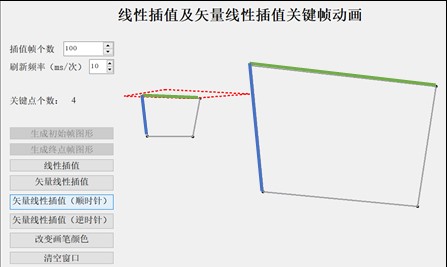 线性插值及矢量线性插值关键帧动画
插值帧个数 100
刷新频率（ms/次） 10
关键点个数： 4
生成初始帧图形
生成终点帧图形
线性插值
矢量线性插值
矢量线性插值（顺时针）
矢量线性插值（逆时针）
改变画笔颜色
清空窗口